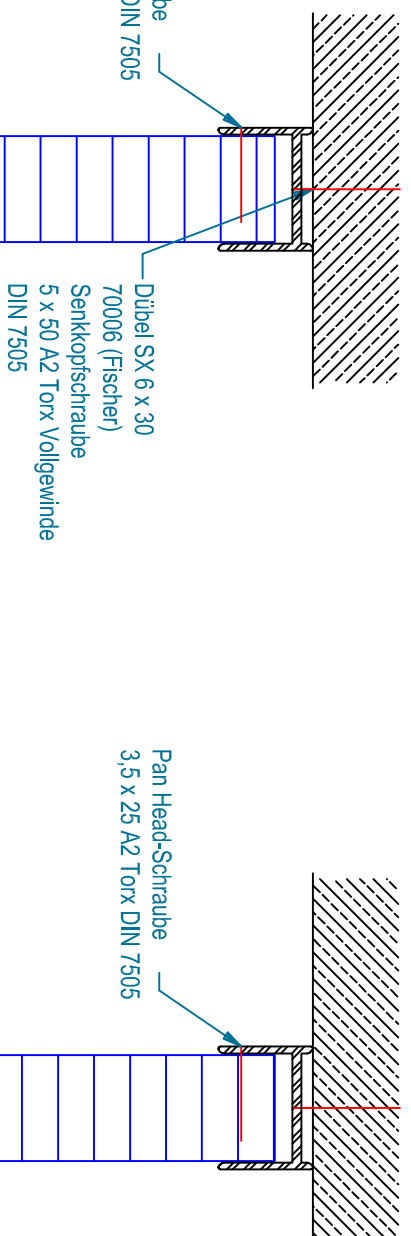 DIN 7505
Dübel SX 6 x 30
70006 (Fischer)
Senkkopfschraube
5 x 50 A2 Torx Vollgewinde
DIN 7505
Pan Head-Schraube
3,5 x 25 A2 Torx DIN 7505